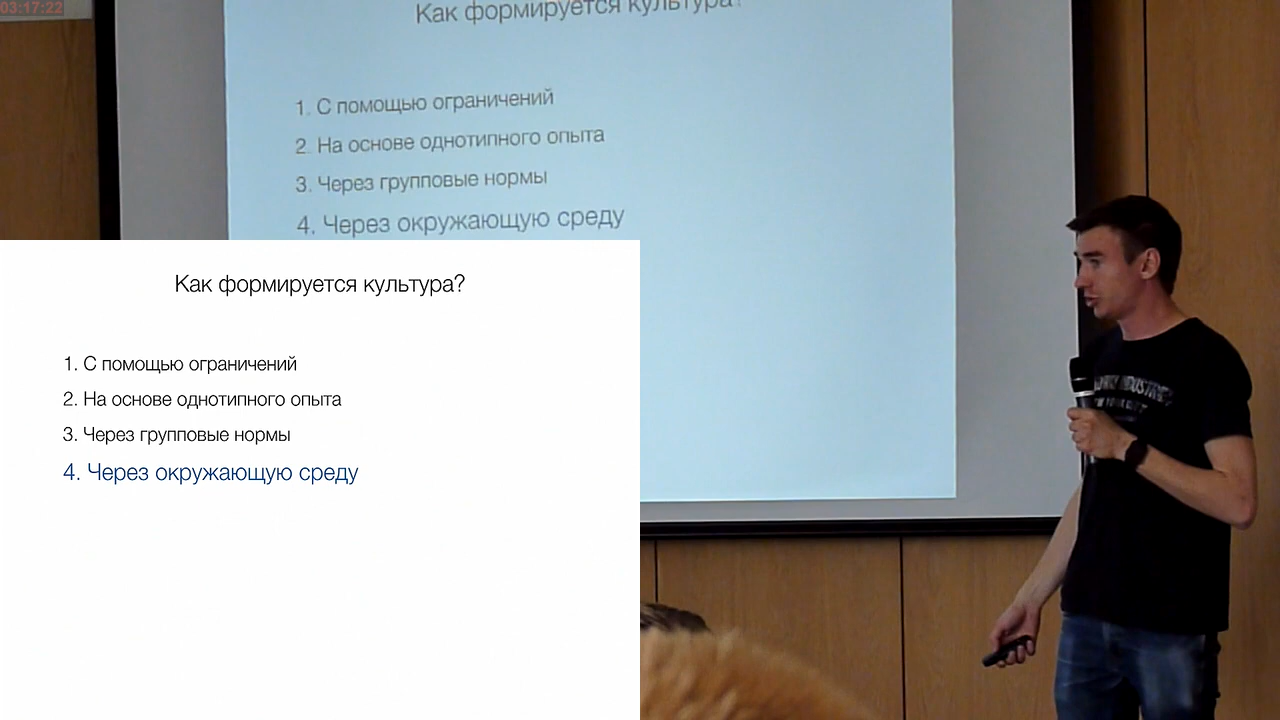 03:17:22
Как формируется культура?
1. С помощью ограничений
2. На основе однотипного опыта
3. Через групповые нормы
4. Через окружающую среду
Как формируется культура?
1. С помощью ограничений
2. На основе однотипного опыта
3. Через групповые нормы
4. Через окружающую среду